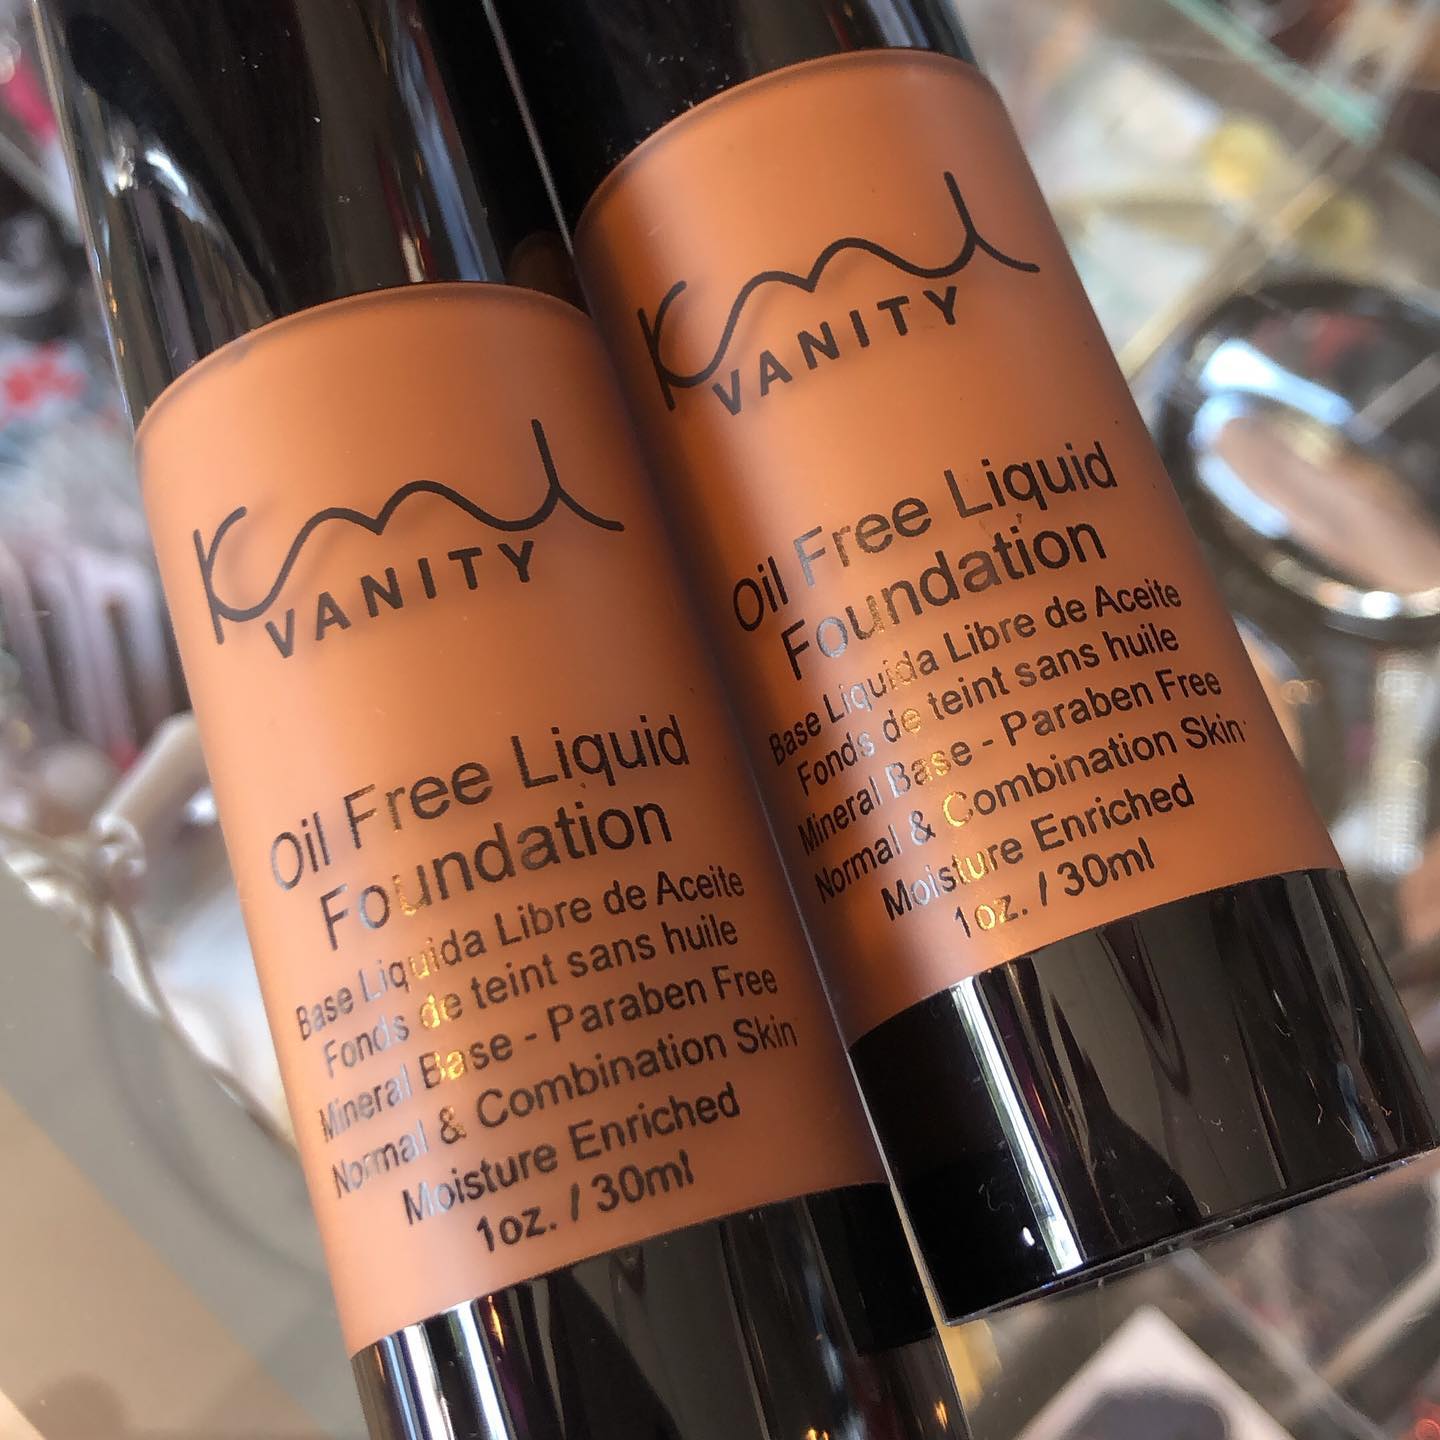 VANITY
Oil Free Liquid
Foundation
Base Liquida Libre de Aceite
Fonds de teint sans huile
Mineral Base - Paraben Free
Normal & Combination Skin
Moisture Enriched
1oz. / 30ml
VANITY
Oil Free Liquid
Foundation
Base Liquida Libre de Aceite
Fonds de teint sans huile
Mineral Base - Paraben Free
Normal & Combination Skin
Moisture Enriched
1oz. / 30ml